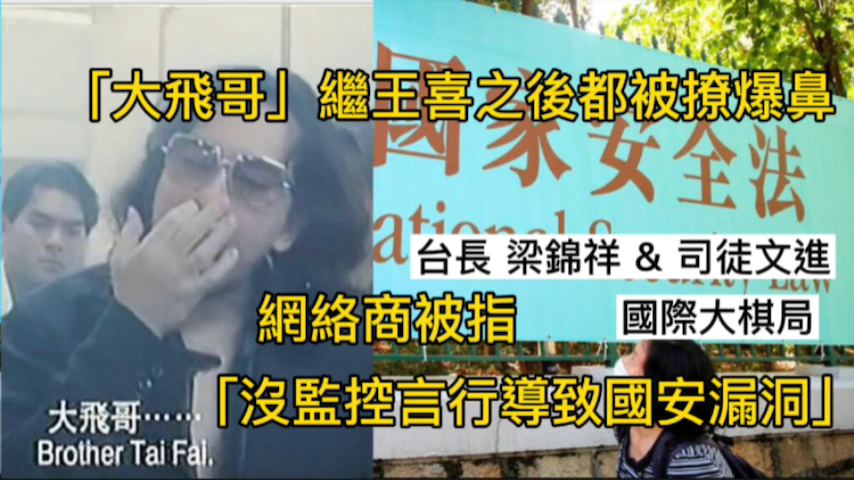 「大飛哥」繼王喜之後都被撩爆鼻
國家安全法
ational S
urity Law
台長 梁錦祥 & 司徒文進
網絡商被指
國際大棋局
「沒監控言行導致國安漏洞」
大飛哥⋯⋯
Brother Tai Fai.